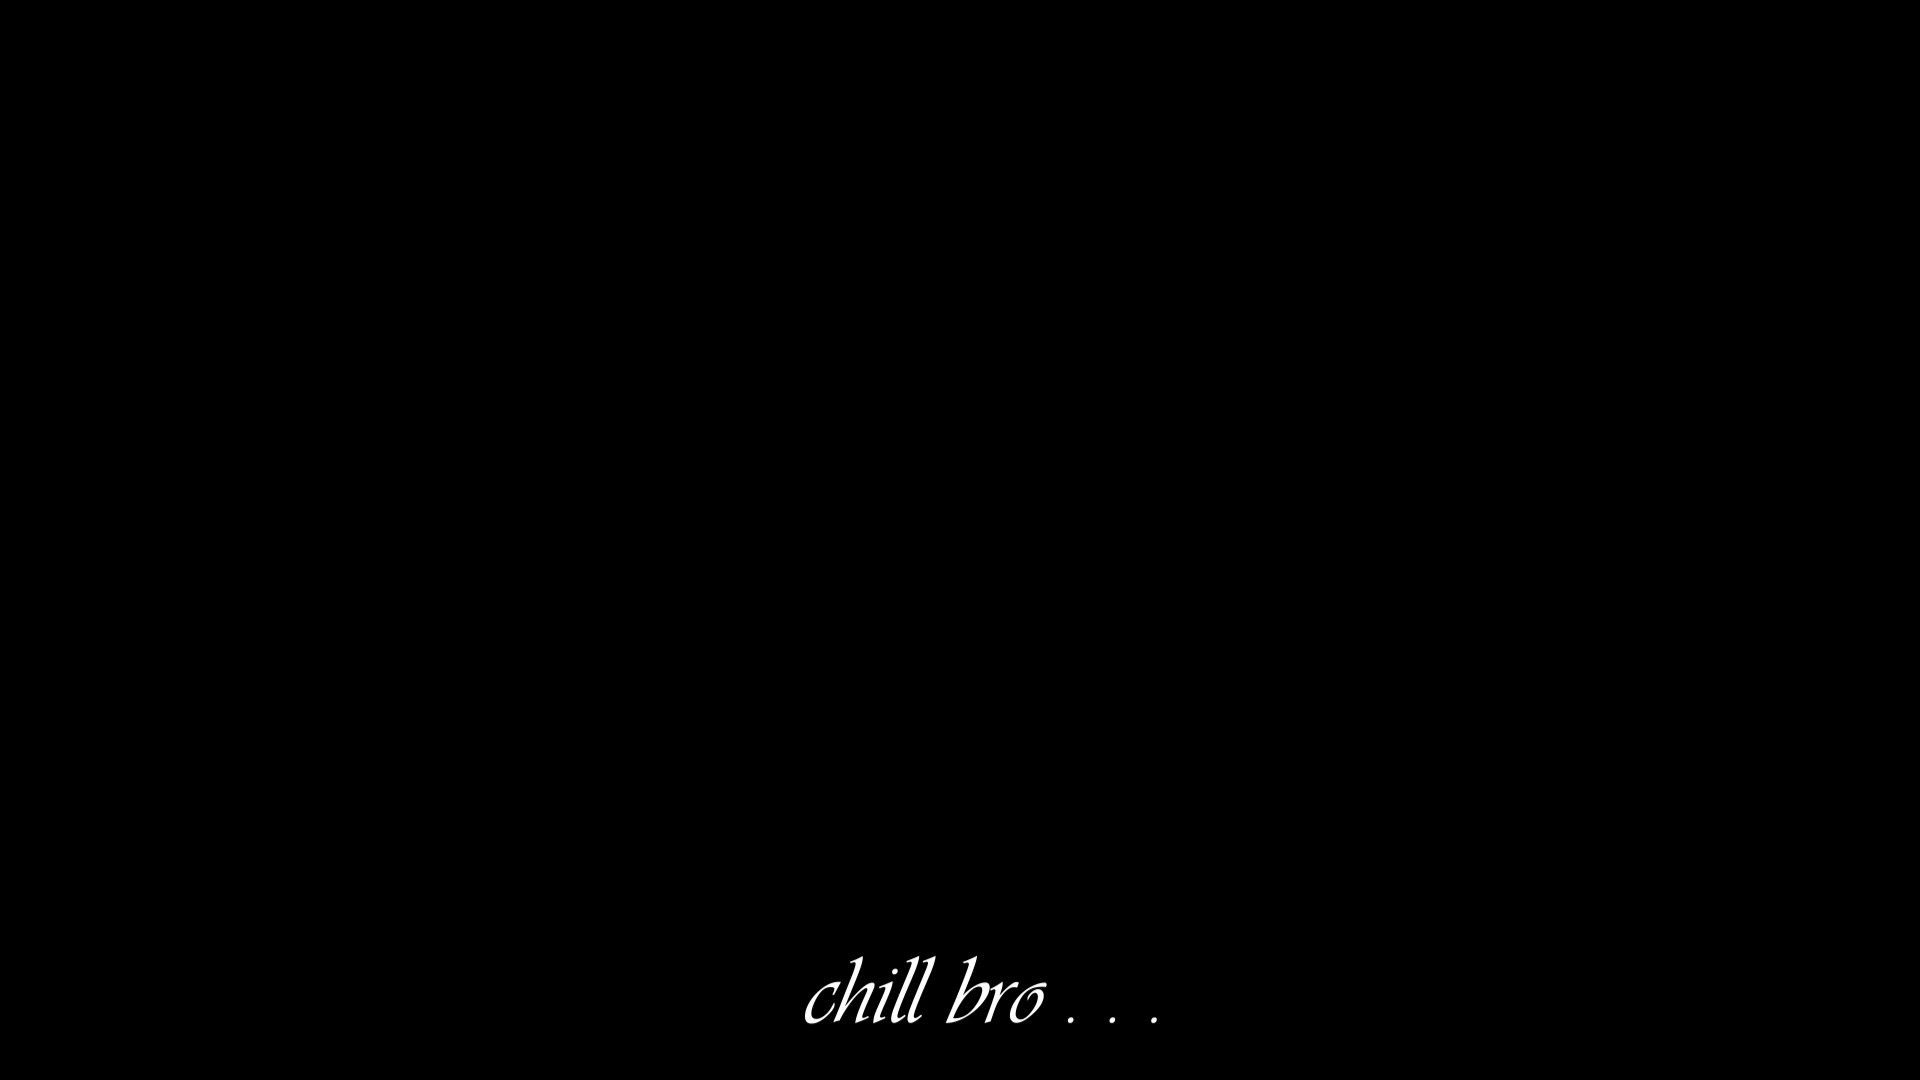 chill bro . . .